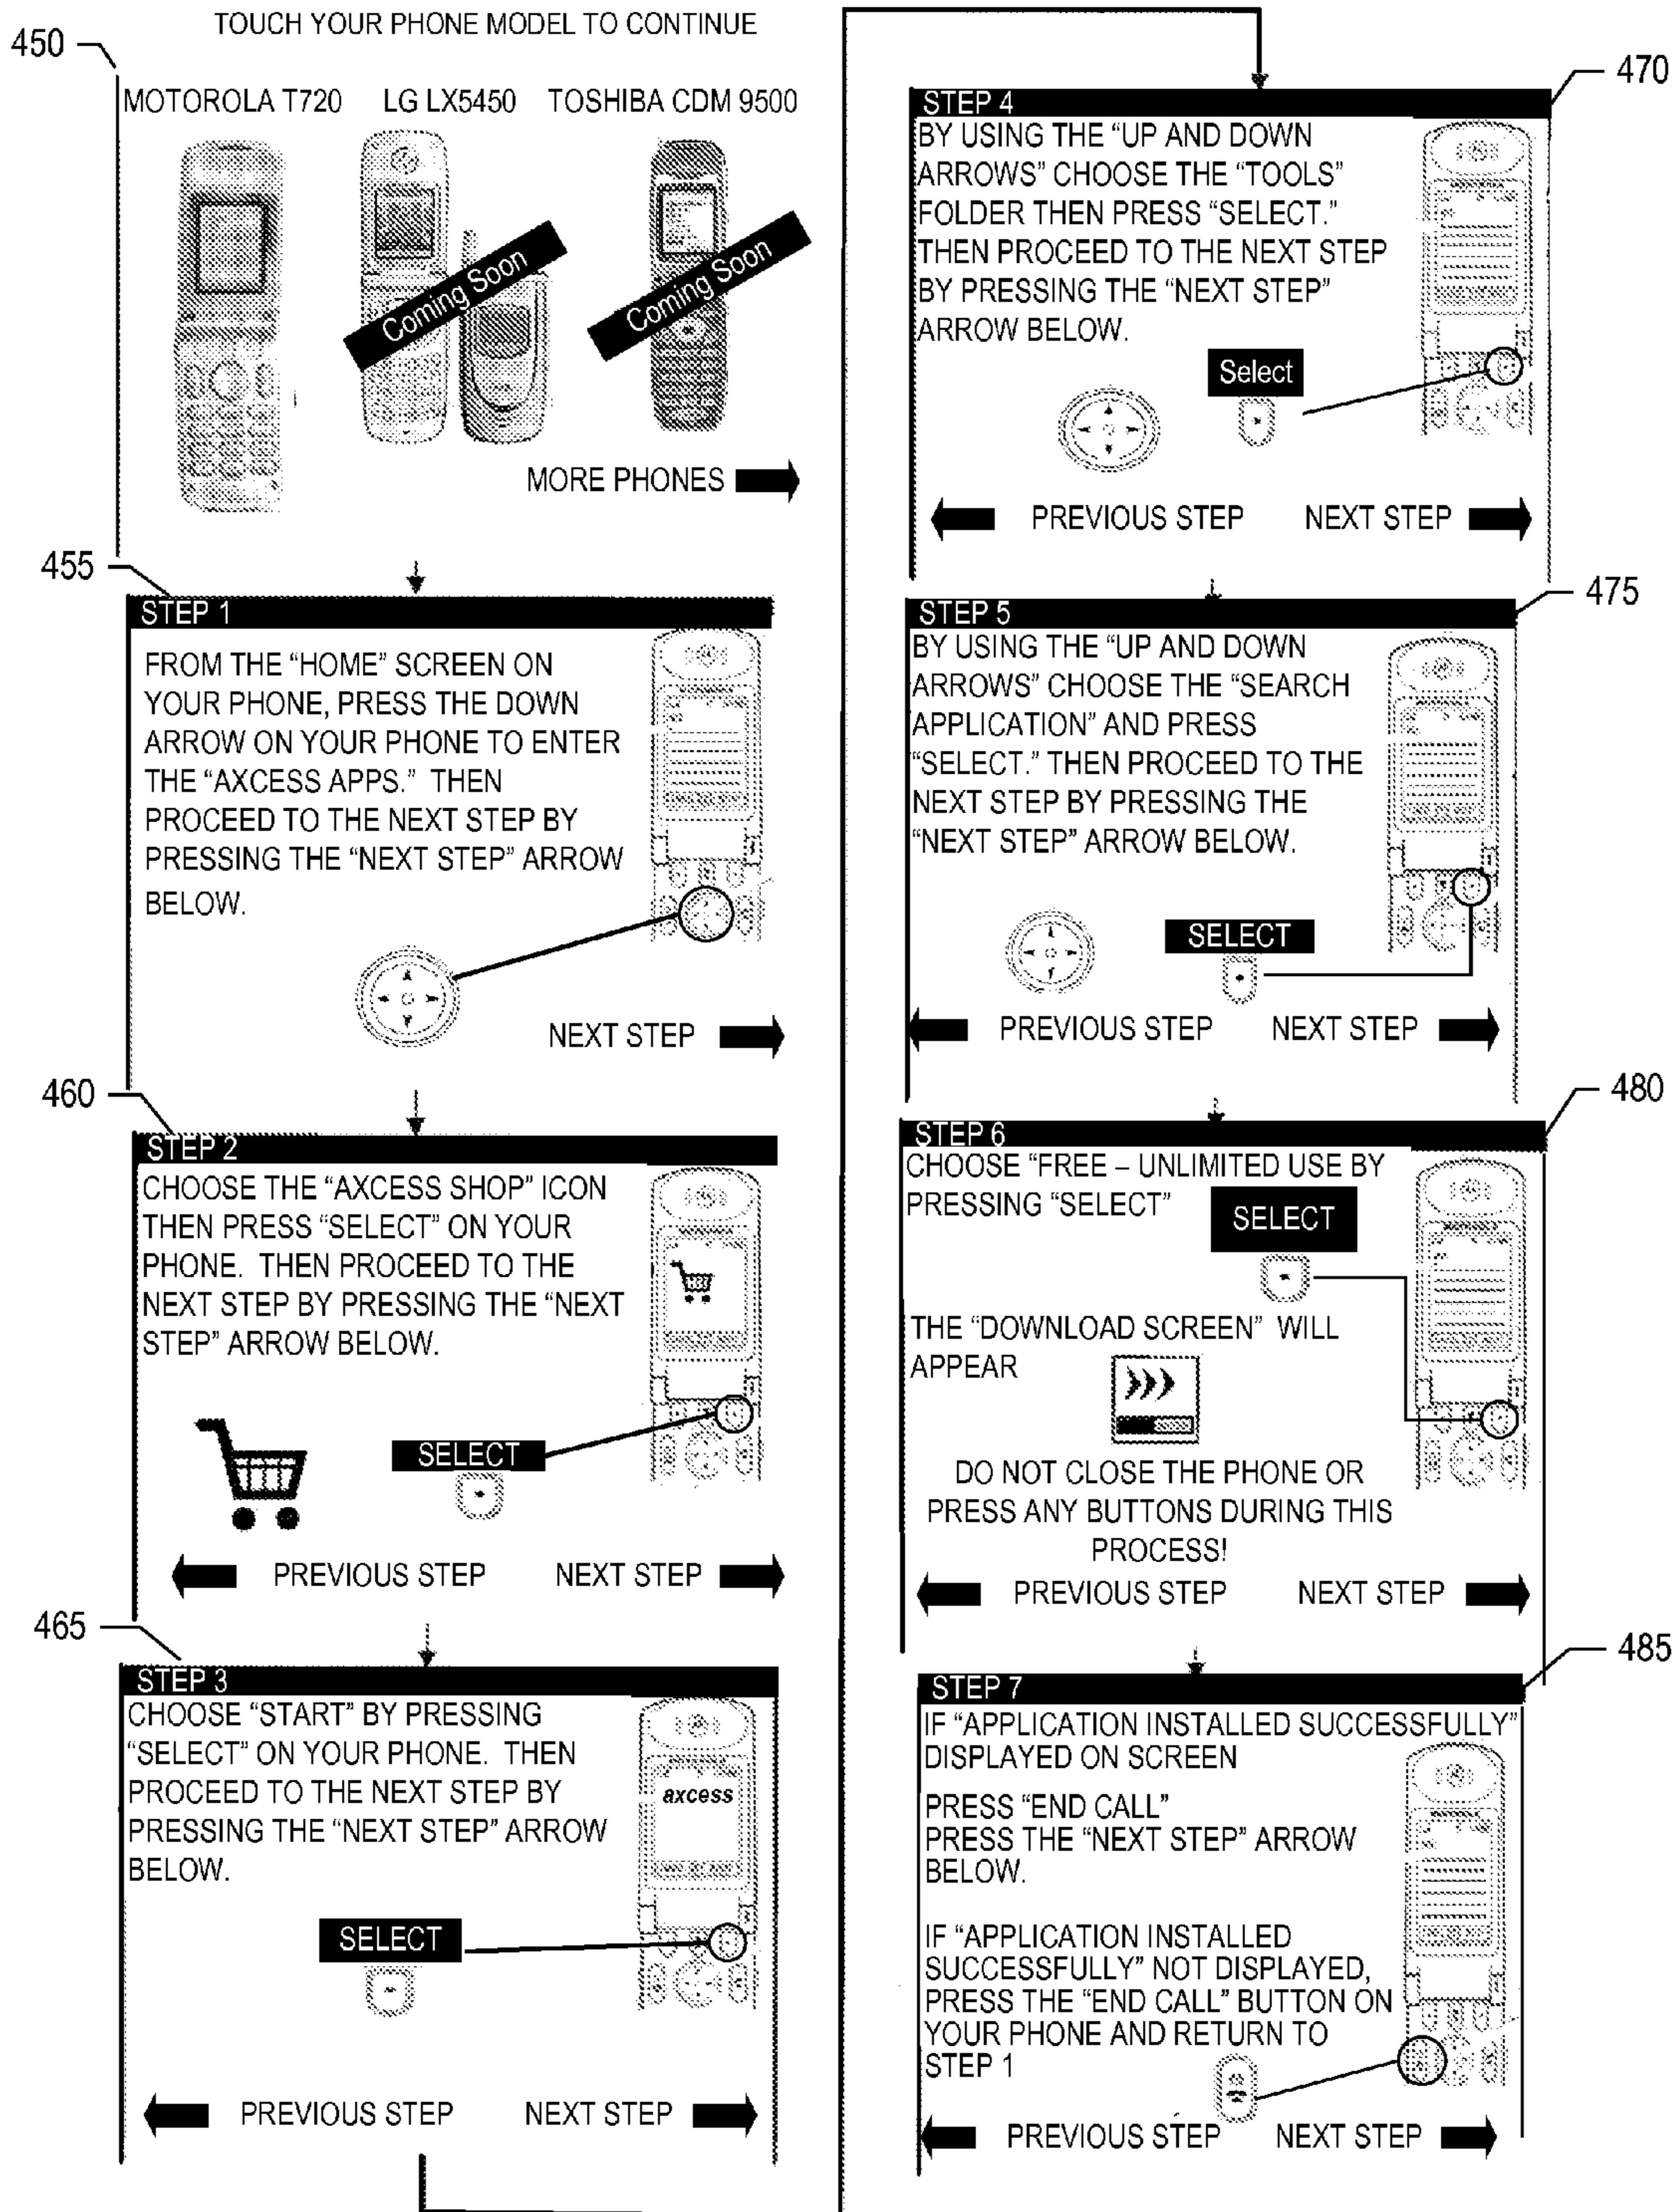 TOUCH YOUR PHONE MODEL TO CONTINUE
450
MOTOROLA T720 LG LX5450 TOSHIBA CDM 9500
Coming Soon
Coming Soon
MORE PHONES
455
STEP 1
FROM THE “HOME” SCREEN ON
YOUR PHONE, PRESS THE DOWN
ARROW ON YOUR PHONE TO ENTER
THE “AXCESS APPS.” THEN
PROCEED TO THE NEXT STEP BY
PRESSING THE “NEXT STEP” ARROW
BELOW.
NEXT STEP
460
STEP 2
CHOOSE THE “AXCESS SHOP” ICON
THEN PRESS “SELECT” ON YOUR
PHONE. THEN PROCEED TO THE
NEXT STEP BY PRESSING THE “NEXT
STEP” ARROW BELOW.
SELECT
PREVIOUS STEP NEXT STEP
465
STEP 3
CHOOSE “START” BY PRESSING
“SELECT” ON YOUR PHONE. THEN
PROCEED TO THE NEXT STEP BY
PRESSING THE “NEXT STEP” ARROW
BELOW.
axcess
SELECT
PREVIOUS STEP NEXT STEP
470
STEP 4
BY USING THE “UP AND DOWN
ARROWS” CHOOSE THE “TOOLS”
FOLDER THEN PRESS “SELECT.”
THEN PROCEED TO THE NEXT STEP
BY PRESSING THE “NEXT STEP”
ARROW BELOW.
Select
PREVIOUS STEP NEXT STEP
475
STEP 5
BY USING THE “UP AND DOWN
ARROWS” CHOOSE THE “SEARCH
APPLICATION” AND PRESS
“SELECT.” THEN PROCEED TO THE
NEXT STEP BY PRESSING THE
“NEXT STEP” ARROW BELOW.
SELECT
PREVIOUS STEP NEXT STEP
480
STEP 6
CHOOSE “FREE – UNLIMITED USE BY
PRESSING “SELECT”
SELECT
THE “DOWNLOAD SCREEN” WILL
APPEAR
DO NOT CLOSE THE PHONE OR
PRESS ANY BUTTONS DURING THIS
PROCESS!
PREVIOUS STEP NEXT STEP
485
STEP 7
IF “APPLICATION INSTALLED SUCCESSFULLY”
DISPLAYED ON SCREEN
PRESS “END CALL”
PRESS THE “NEXT STEP” ARROW
BELOW.
IF “APPLICATION INSTALLED
SUCCESSFULLY” NOT DISPLAYED,
PRESS THE “END CALL” BUTTON ON
YOUR PHONE AND RETURN TO
STEP 1
PREVIOUS STEP NEXT STEP